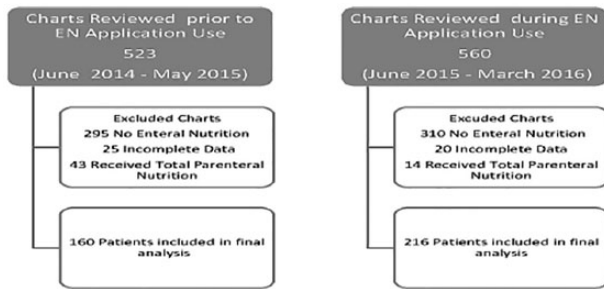 Charts Reviewed prior to
EN Application Use
523
(June 2014 - May 2015)
Excluded Charts
295 No Enteral Nutrition
25 Incomplete Data
43 Received Total Parenteral
Nutrition
160 Patients included in final
analysis
Charts Reviewed during EN
Application Use
560
(June 2015 - March 2016)
Excuded Charts
310 No Enteral Nutrition
20 Incomplete Data
14 Received Total Parenteral
Nutrition
216 Patients included in final
analysis